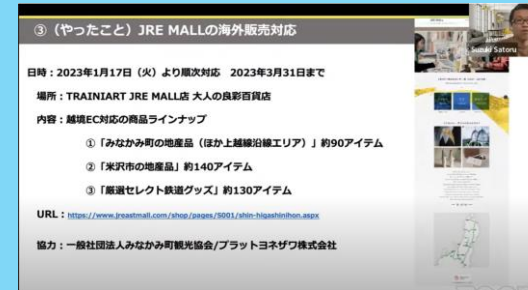 ③（やったこと）JRE MALLの海外販売対応
Suzuki Satoru
日時：2023年1月17日（火）より順次対応　2023年3月31日まで
場所：TRAINIART JRE MALL店 大人の良彩百貨店
内容：越境EC対応の商品ラインナップ
①「みなかみ町の地産品（ほか上越線沿線エリア）」約90アイテム
②「米沢市の地産品」約140アイテム
③「厳選セレクト鉄道グッズ」約130アイテム
URL：https://www.jreastmall.com/shop/pages/S001/shin-higashinihon.aspx
協力：一般社団法人みなかみ町観光協会/プラットヨネザワ株式会社